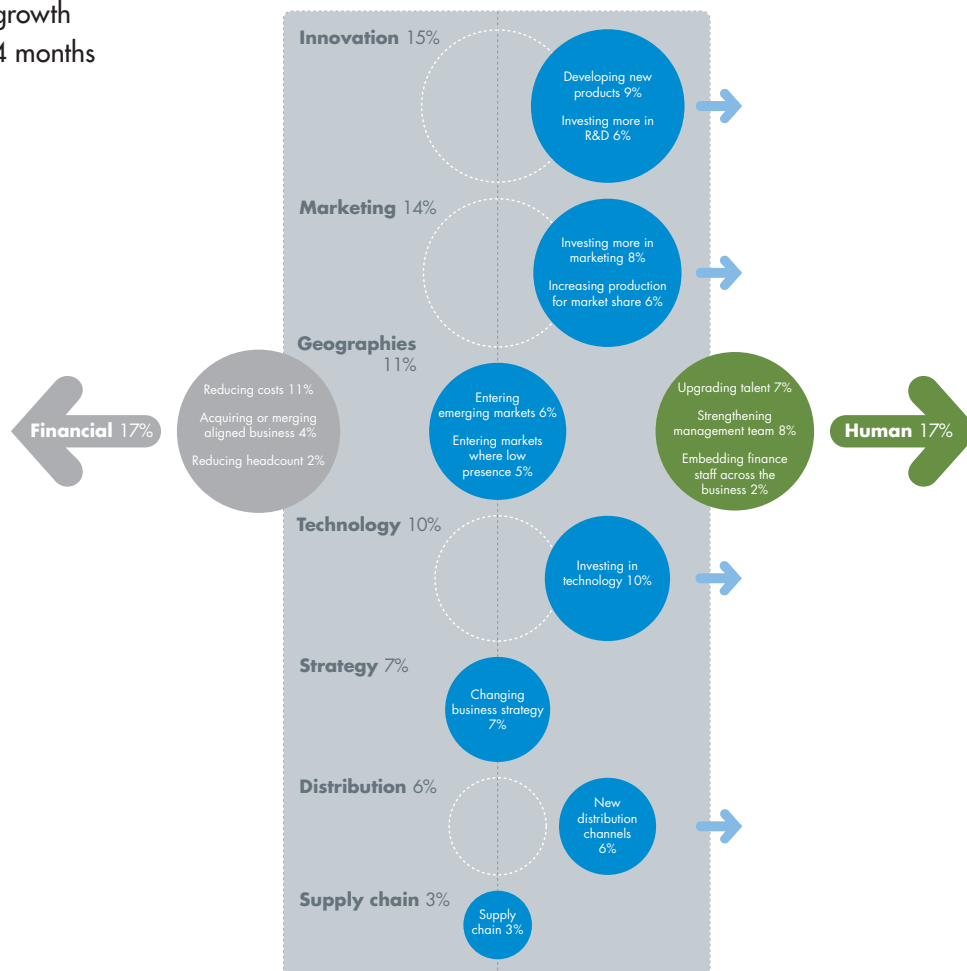 growth
4 months
Innovation 15%
Developing new
products 9%
Investing more in
R&D 6%
Marketing 14%
Investing more in
marketing 8%
Increasing production
for market share 6%
Geographies
11%
Entering
emerging markets 6%
Entering markets
where low
presence 5%
Financial 17%
Reducing costs 11%
Acquiring or merging
aligned business 4%
Reducing headcount 2%
Upgrading talent 7%
Strengthening
management team 8%
Embedding finance
staff across the
business 2%
Human 17%
Technology 10%
Investing in
technology 10%
Strategy 7%
Changing
business strategy
7%
Distribution 6%
New
distribution
channels
6%
Supply chain 3%
Supply
chain 3%